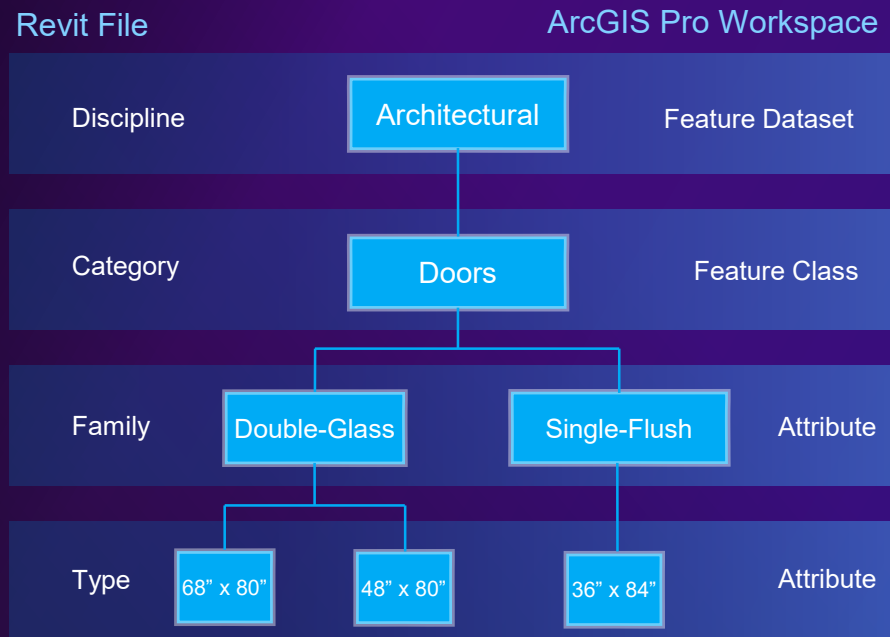 Revit File
ArcGIS Pro Workspace
Discipline
Architectural
Feature Dataset
Category
Doors
Feature Class
Family
Double-Glass
Single-Flush
Attribute
Type
68” x 80”
48” x 80”
36” x 84”
Attribute